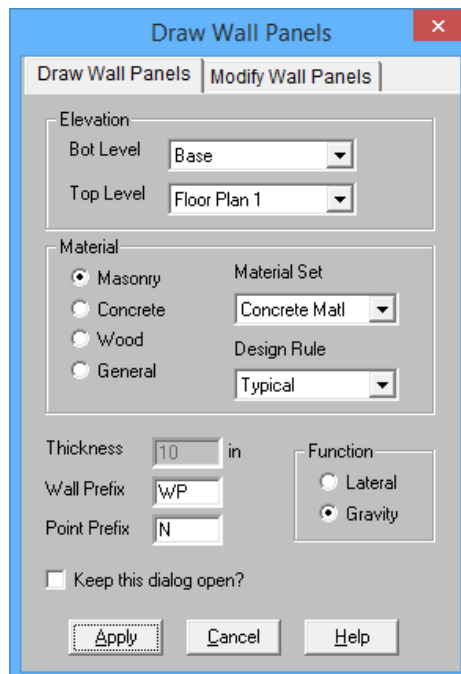 Draw Wall Panels
Draw Wall Panels Modify Wall Panels
Elevation
Bot Level Base
Top Level Floor Plan 1
Material
Masonry
Concrete
Wood
General
Material Set
Concrete Matl
Design Rule
Typical
Thickness 10 in
Wall Prefix WP
Point Prefix N
Function
Lateral
Gravity
Keep this dialog open?
Apply Cancel Help